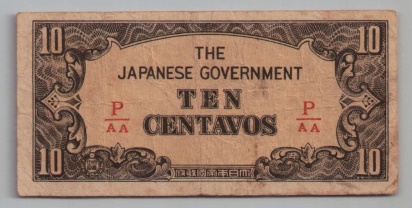 10 10
THE
JAPANESE GOVERNMENT
TEN
CENTAVOS
P/AA P/AA
10 10